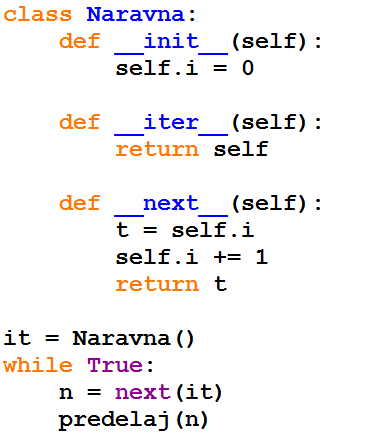 class Naravna:
    def __init__(self):
        self.i = 0

    def __iter__(self):
        return self

    def __next__(self):
        t = self.i
        self.i += 1
        return t

it = Naravna()
while True:
    n = next(it)
    predelaj(n)